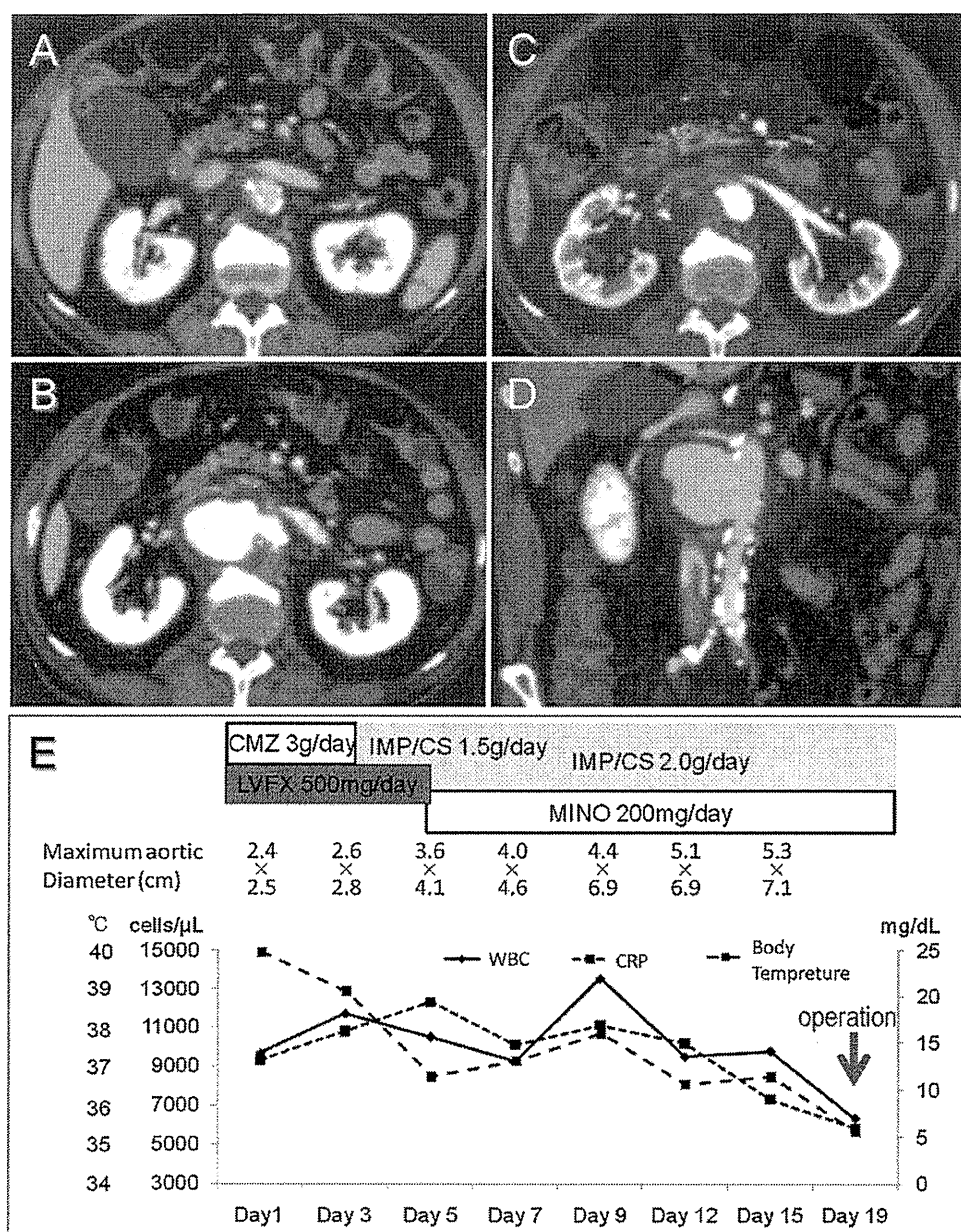 A
C
B
D
E
CMZ 3g/day
IMP/CS 1.5g/day
IMP/CS 2.0g/day
LVFX 500mg/day
MINO 200mg/day
Maximum aortic 2.4 2.6 3.6 4.0 4.4 5.1 5.3
× × × × × × ×
Diameter (cm) 2.5 2.8 4.1 4.6 6.9 6.9 7.1
℃ cells/µL mg/dL
40 15000 25
WBC CRP Body
Tempreture
39 13000 20
38 11000 operation
15
37 9000
10
36 7000
35 5000 5
34 3000 0
Day1 Day 3 Day 5 Day 7 Day 9 Day 12 Day 15 Day 19